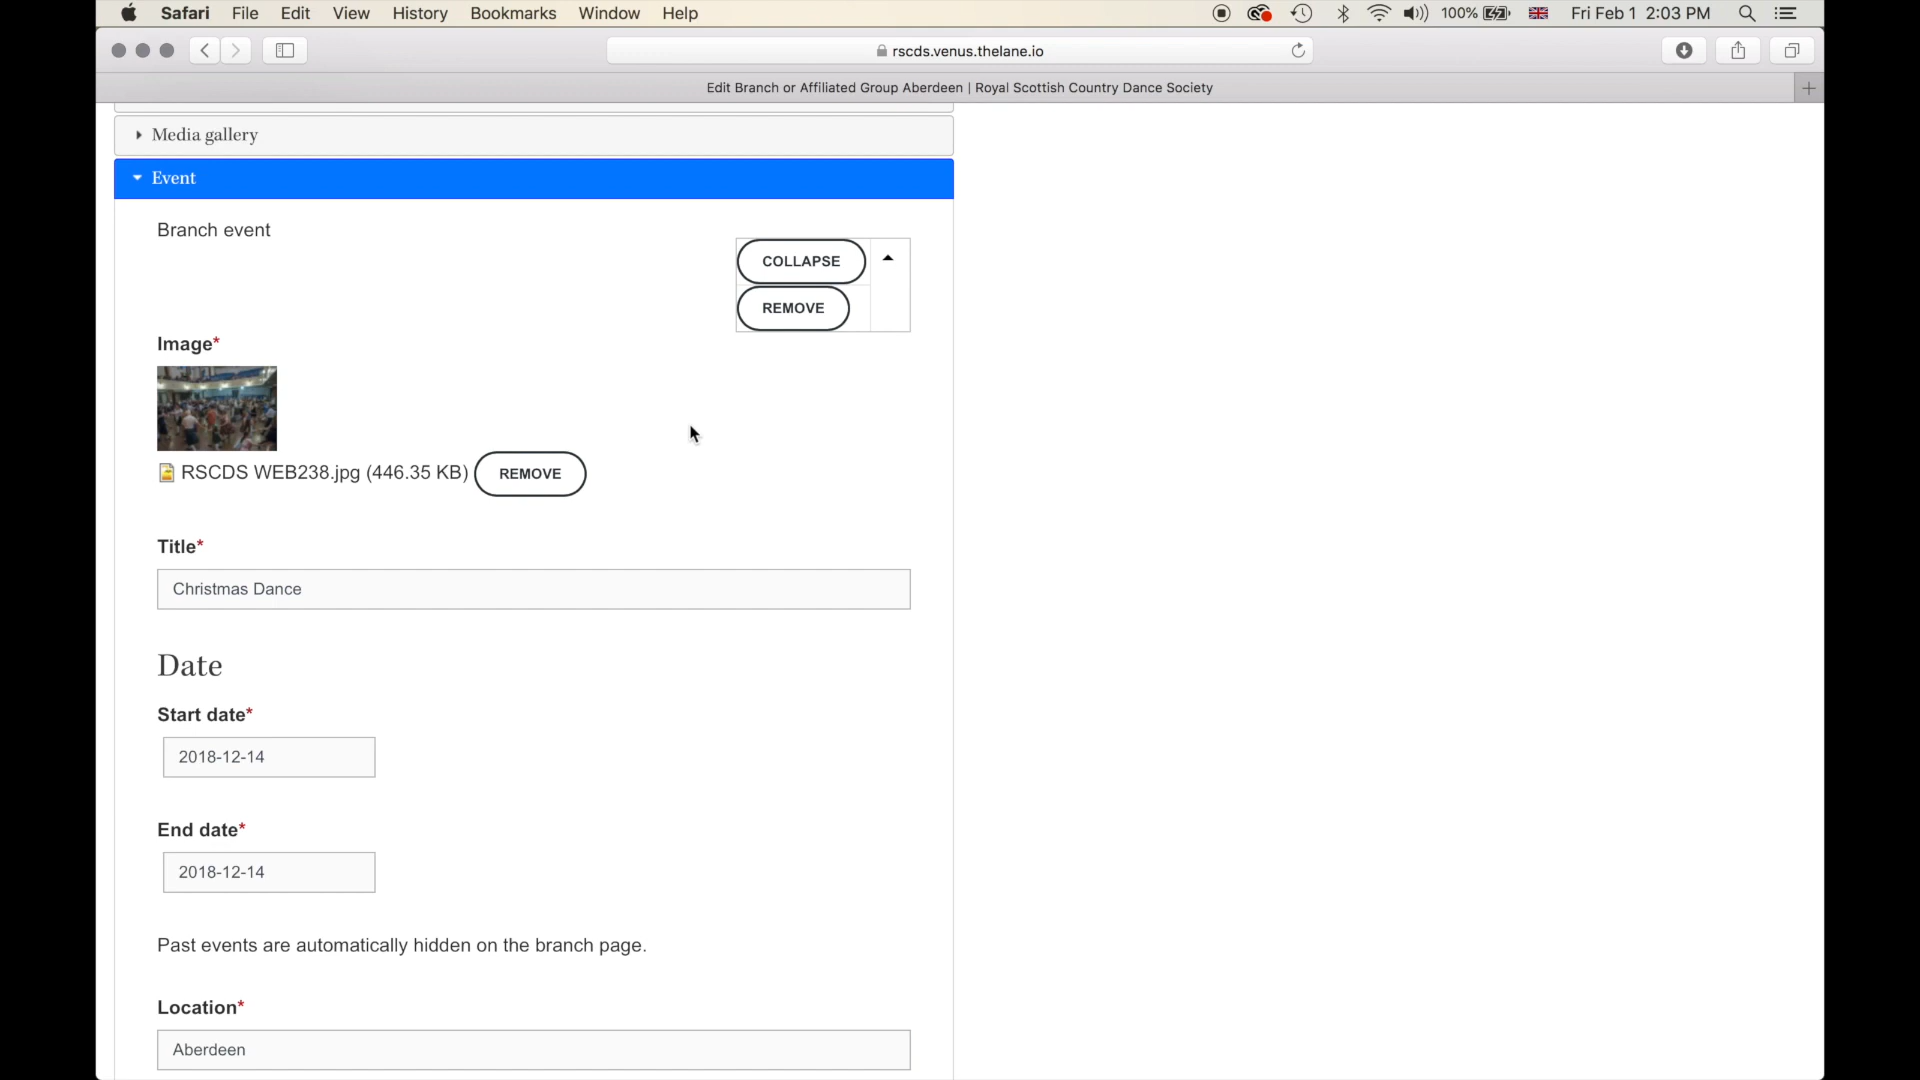 Safari File Edit View History Bookmarks Window Help 100% Fri Feb 1 2:03 PM
rscds.venus.thelane.io
Edit Branch or Affiliated Group Aberdeen | Royal Scottish Country Dance Society
Media gallery
Event
Branch event
COLLAPSE
REMOVE
Image*
RSCDS WEB238.jpg (446.35 KB) REMOVE
Title*
Christmas Dance
Date
Start date*
2018-12-14
End date*
2018-12-14
Past events are automatically hidden on the branch page.
Location*
Aberdeen